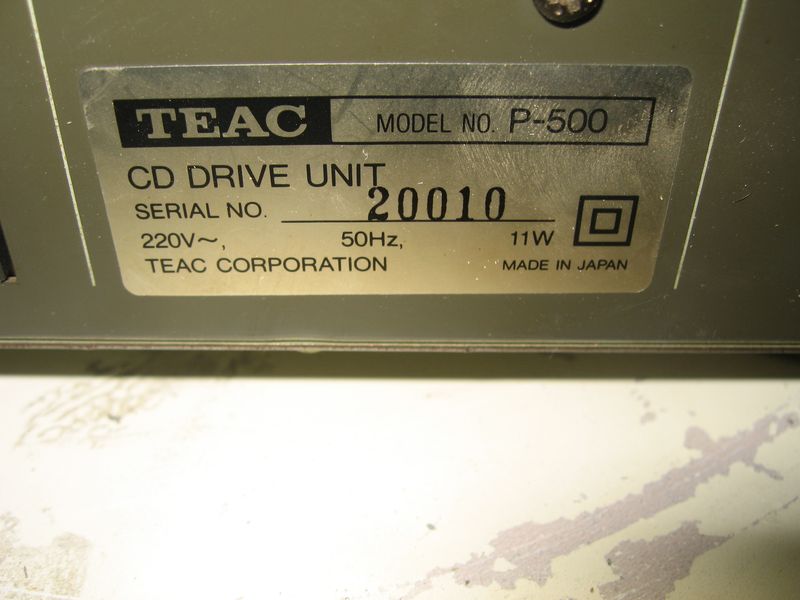 TEAC MODEL NO. P-500
CD DRIVE UNIT
SERIAL NO. 20010
220V~, 50Hz, 11W
TEAC CORPORATION MADE IN JAPAN